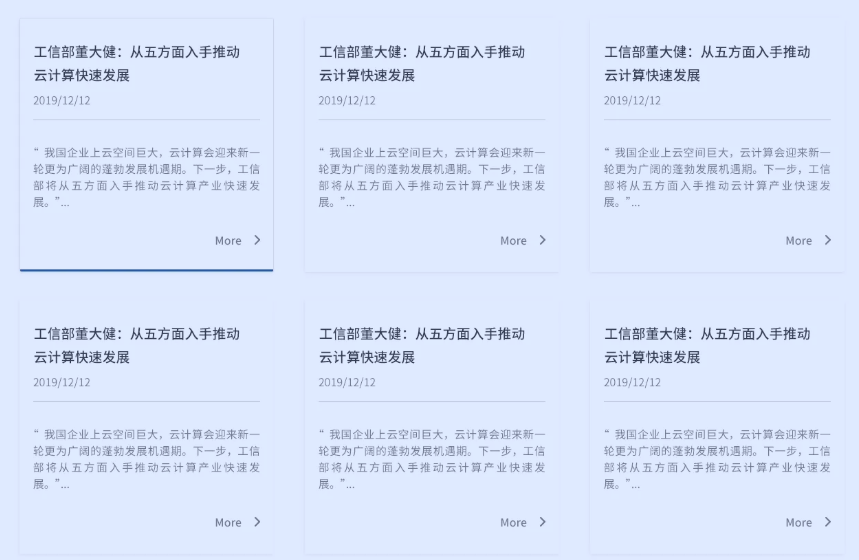 工信部董大健：从五方面入手推动
云计算快速发展
2019/12/12
“ 我国企业上云空间巨大，云计算会迎来新一
轮更为广阔的蓬勃发展机遇期。下一步，工信
部将从五方面入手推动云计算产业快速发
展。”...
More
工信部董大健：从五方面入手推动
云计算快速发展
2019/12/12
“ 我国企业上云空间巨大，云计算会迎来新一
轮更为广阔的蓬勃发展机遇期。下一步，工信
部将从五方面入手推动云计算产业快速发
展。”...
More
工信部董大健：从五方面入手推动
云计算快速发展
2019/12/12
“ 我国企业上云空间巨大，云计算会迎来新一
轮更为广阔的蓬勃发展机遇期。下一步，工信
部将从五方面入手推动云计算产业快速发
展。”...
More
工信部董大健：从五方面入手推动
云计算快速发展
2019/12/12
“ 我国企业上云空间巨大，云计算会迎来新一
轮更为广阔的蓬勃发展机遇期。下一步，工信
部将从五方面入手推动云计算产业快速发
展。”...
More
工信部董大健：从五方面入手推动
云计算快速发展
2019/12/12
“ 我国企业上云空间巨大，云计算会迎来新一
轮更为广阔的蓬勃发展机遇期。下一步，工信
部将从五方面入手推动云计算产业快速发
展。”...
More
工信部董大健：从五方面入手推动
云计算快速发展
2019/12/12
“ 我国企业上云空间巨大，云计算会迎来新一
轮更为广阔的蓬勃发展机遇期。下一步，工信
部将从五方面入手推动云计算产业快速发
展。”...
More